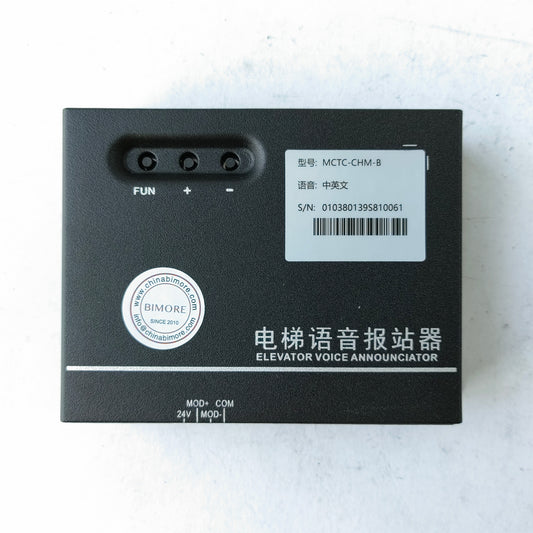 型号: MCTC-CHM-B
语音: 中英文
S/N: 010380139S810061
FUN + -
www.chinabimore.com
BIMORE
SINCE 2010
info@chinabimore.com
电梯语音报站器
ELEVATOR VOICE ANNOUNCIATOR
MOD+ COM
24V MOD-